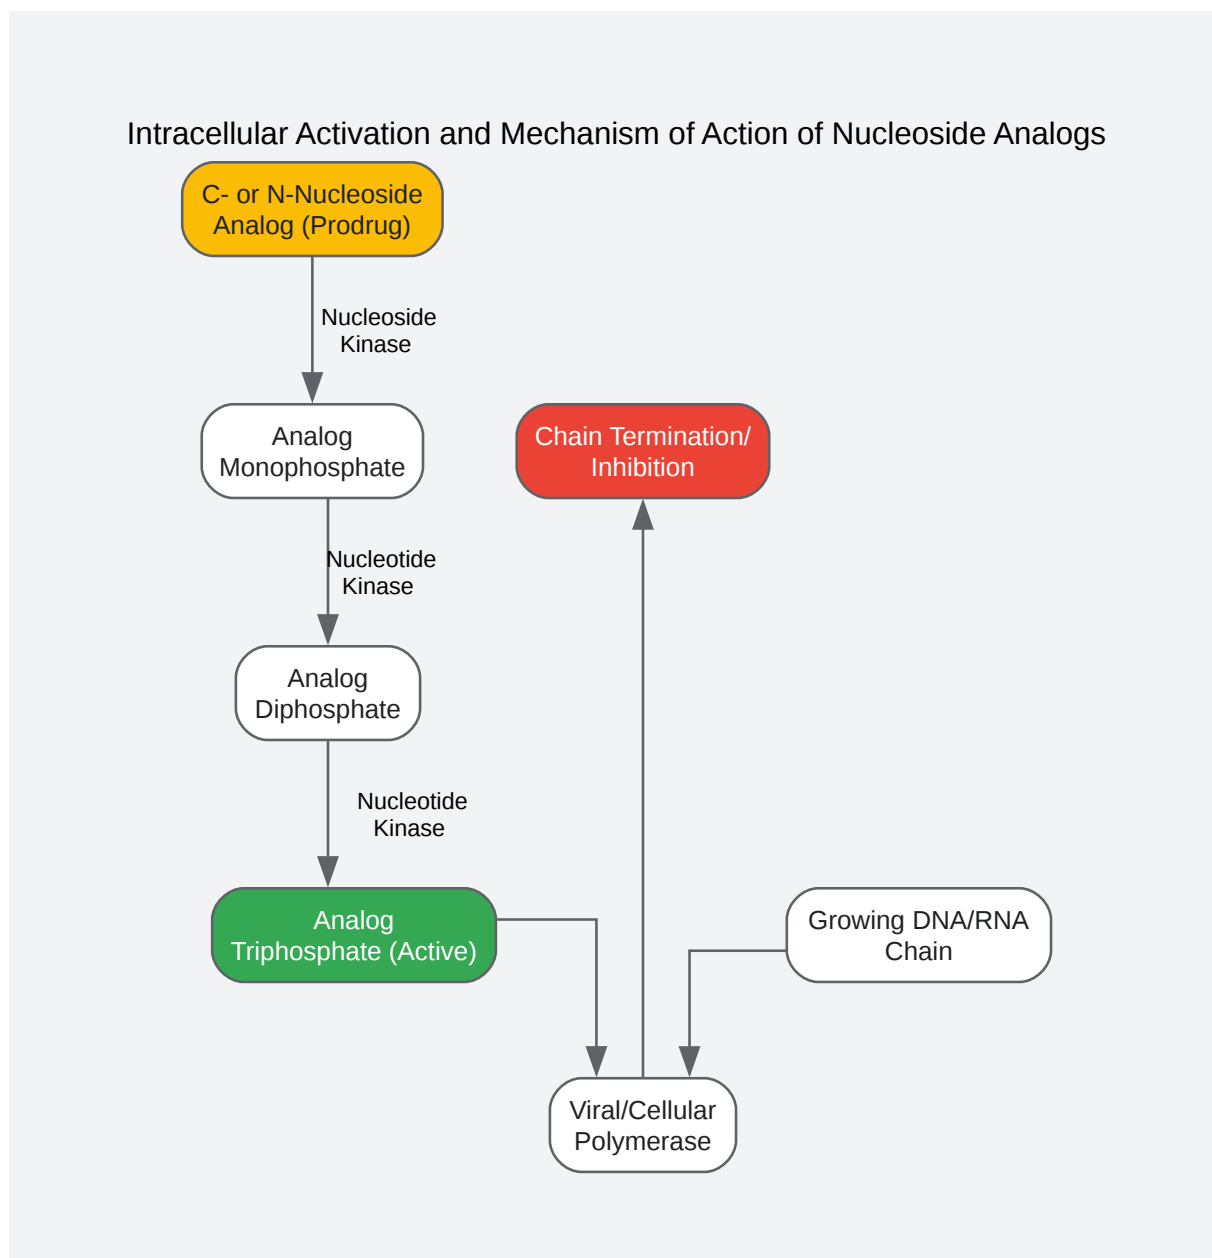 Intracellular Activation and Mechanism of Action of Nucleoside Analogs
C- or N-Nucleoside
Analog (Prodrug)
Nucleoside
Kinase
Analog
Monophosphate
Chain Termination/
Inhibition
Nucleotide
Kinase
Analog
Diphosphate
Nucleotide
Kinase
Analog
Triphosphate (Active)
Growing DNA/RNA
Chain
Viral/Cellular
Polymerase